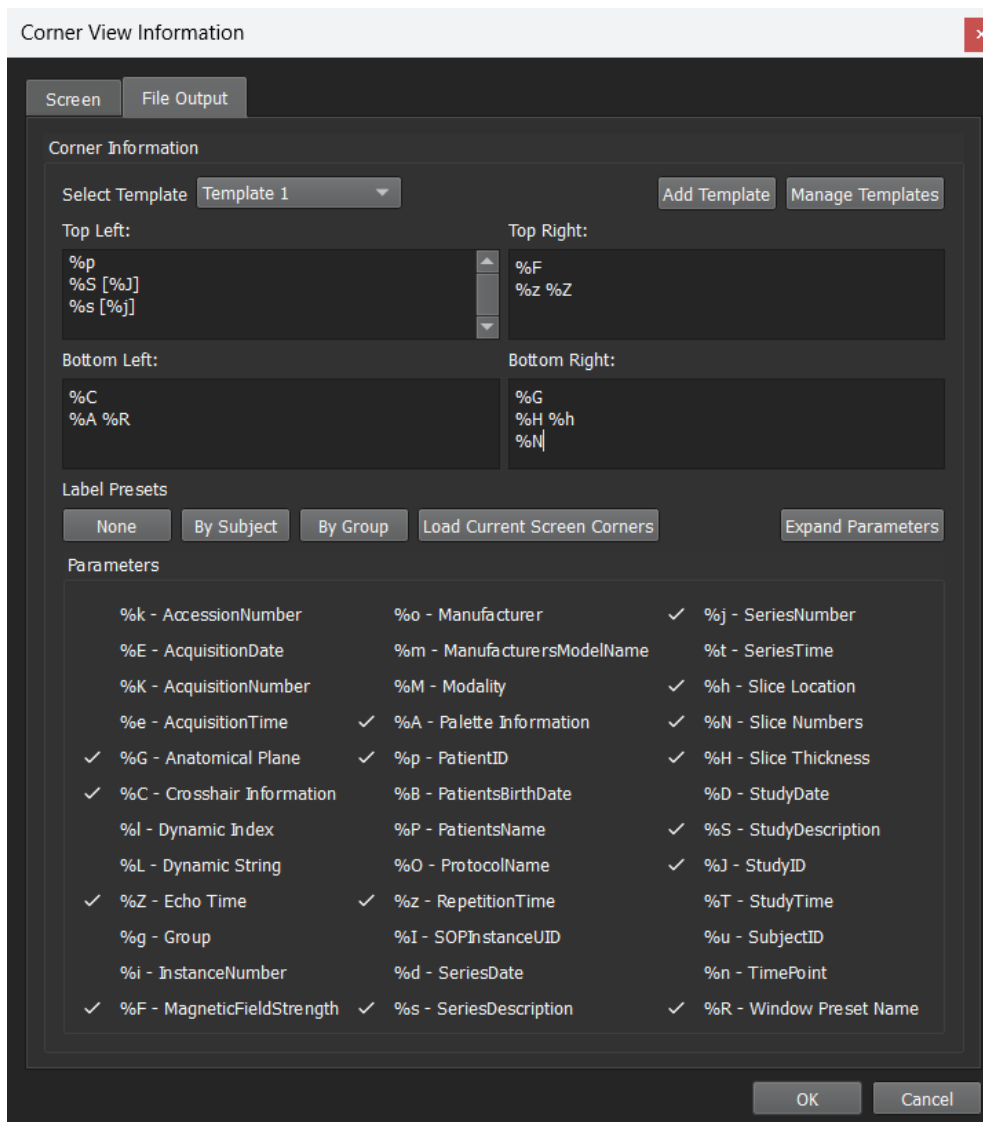 Corner View Information
Screen File Output
Corner Information
Select Template Template 1 Add Template Manage Templates
Top Left: Top Right:
%p
%S [%J]
%s [%j]
%F
%z %Z
Bottom Left: Bottom Right:
%C
%A %R
%G
%H %h
%N
Label Presets
None By Subject By Group Load Current Screen Corners Expand Parameters
Parameters
%k - AccessionNumber %o - Manufacturer ✓ %j - SeriesNumber
%E - AcquisitionDate %m - ManufacturersModelName %t - SeriesTime
%K - AcquisitionNumber %M - Modality ✓ %h - Slice Location
%e - AcquisitionTime ✓ %A - Palette Information ✓ %N - Slice Numbers
✓ %G - Anatomical Plane ✓ %p - PatientID ✓ %H - Slice Thickness
✓ %C - Crosshair Information %B - PatientsBirthDate %D - StudyDate
%l - Dynamic Index %P - PatientsName ✓ %S - StudyDescription
%L - Dynamic String %O - ProtocolName ✓ %J - StudyID
✓ %Z - Echo Time ✓ %z - RepetitionTime %T - StudyTime
%g - Group %I - SOPInstanceUID %u - SubjectID
%i - InstanceNumber %d - SeriesDate %n - TimePoint
✓ %F - MagneticFieldStrength ✓ %s - SeriesDescription ✓ %R - Window Preset Name
OK Cancel